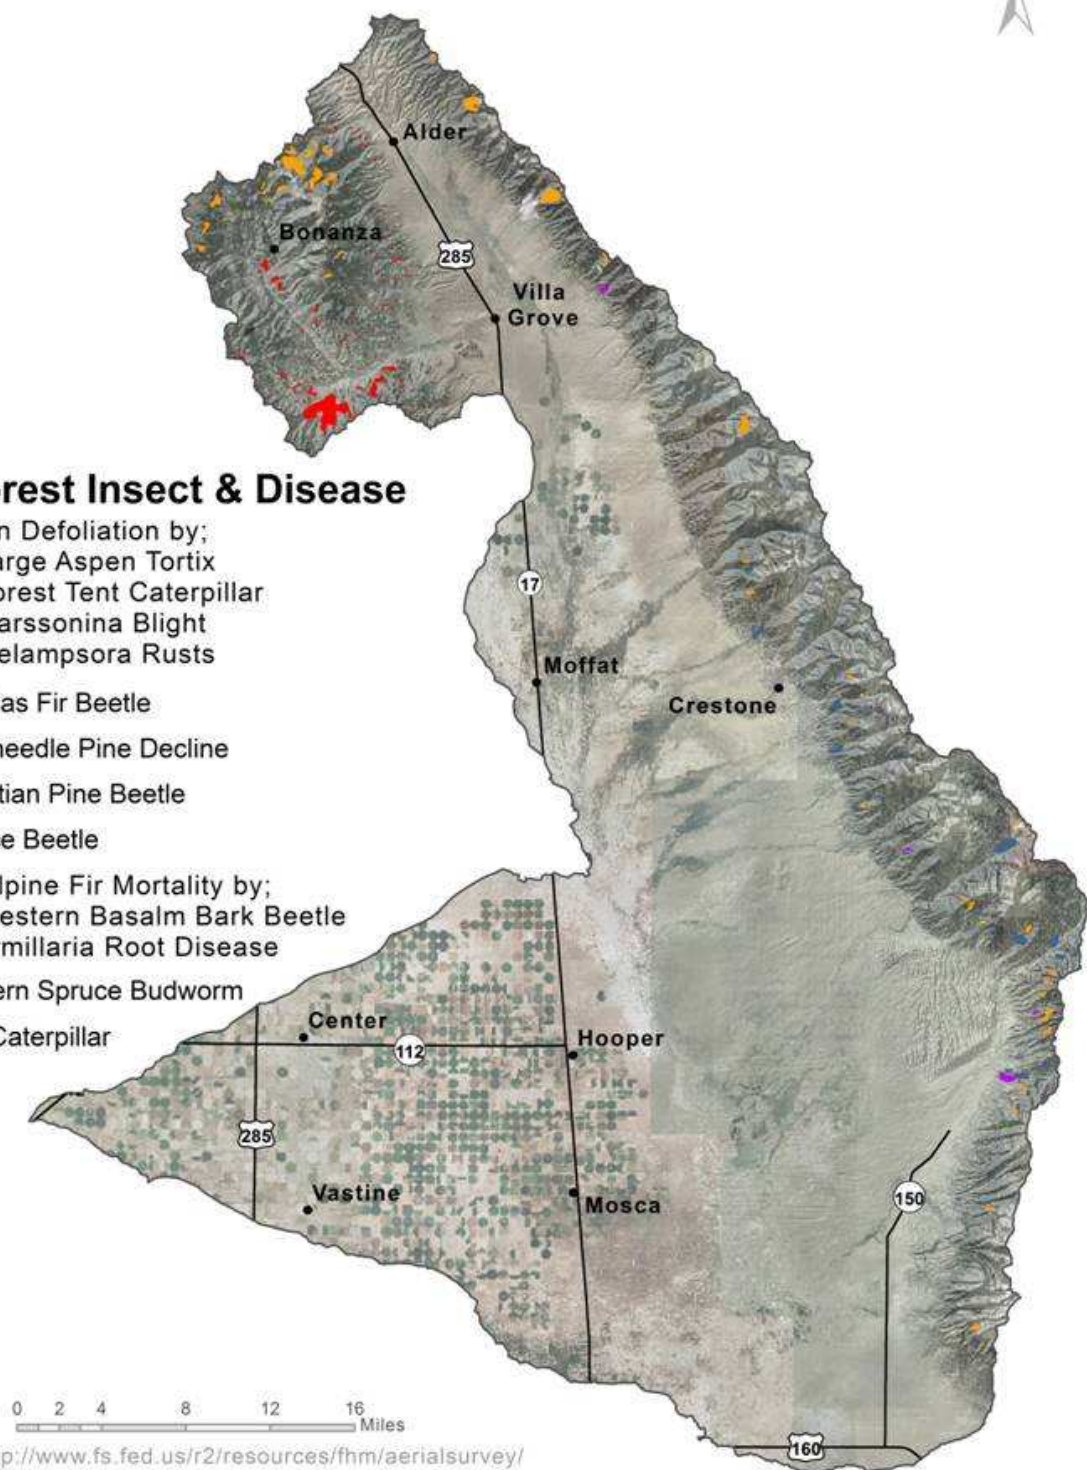 Alder
Bonanza
285
Villa
Grove
rest Insect & Disease
n Defoliation by;
arge Aspen Tortix
orest Tent Caterpillar
arssonina Blight
elampsora Rusts
17
Moffat
as Fir Beetle
Crestone
needle Pine Decline
tian Pine Beetle
e Beetle
lpine Fir Mortality by;
estern Basalm Bark Beetle
rmillaria Root Disease
ern Spruce Budworm
Caterpillar
Center
112
Hooper
285
Vastine
Mosca
150
0 2 4 8 12 16
Miles
160
p://www.fs.fed.us/r2/resources/fhm/aerialsurvey/